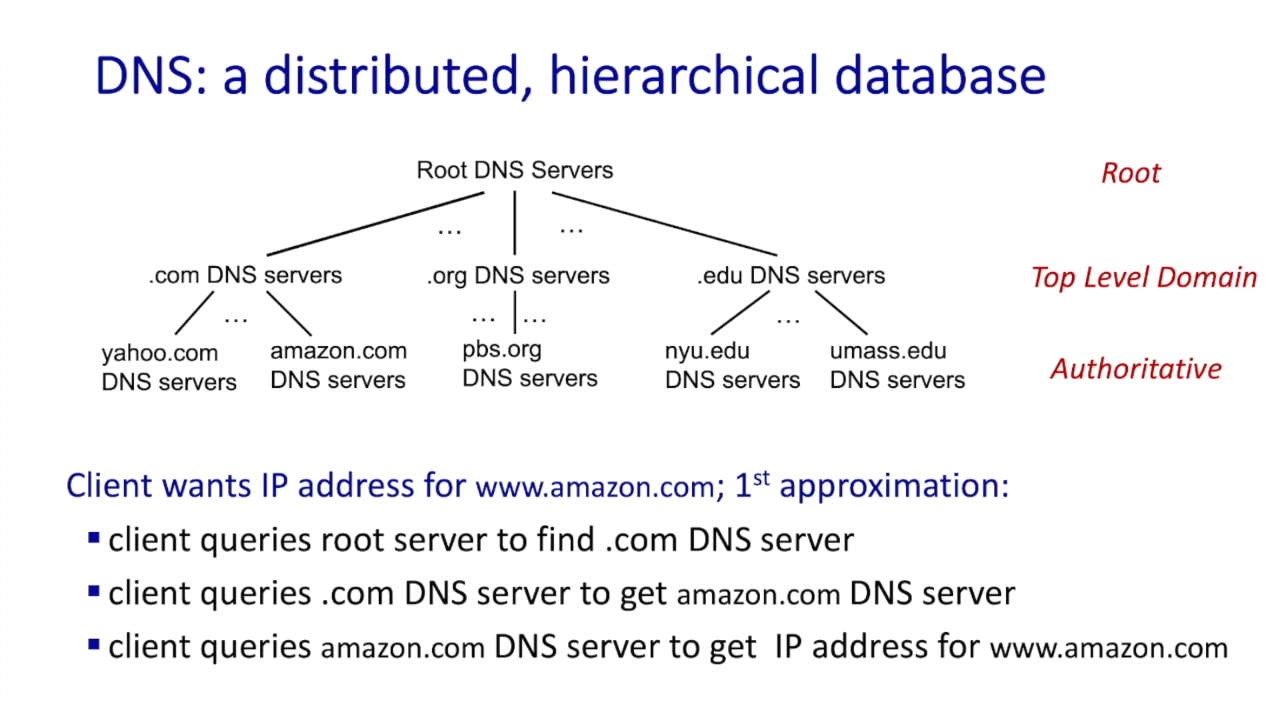 DNS: a distributed, hierarchical database
Root DNS Servers
Root
… …
.com DNS servers
.org DNS servers
.edu DNS servers
Top Level Domain
… … … …
yahoo.com
DNS servers
amazon.com
DNS servers
pbs.org
DNS servers
nyu.edu
DNS servers
umass.edu
DNS servers
Authoritative
Client wants IP address for www.amazon.com; 1st approximation:
▪ client queries root server to find .com DNS server
▪ client queries .com DNS server to get amazon.com DNS server
▪ client queries amazon.com DNS server to get IP address for www.amazon.com